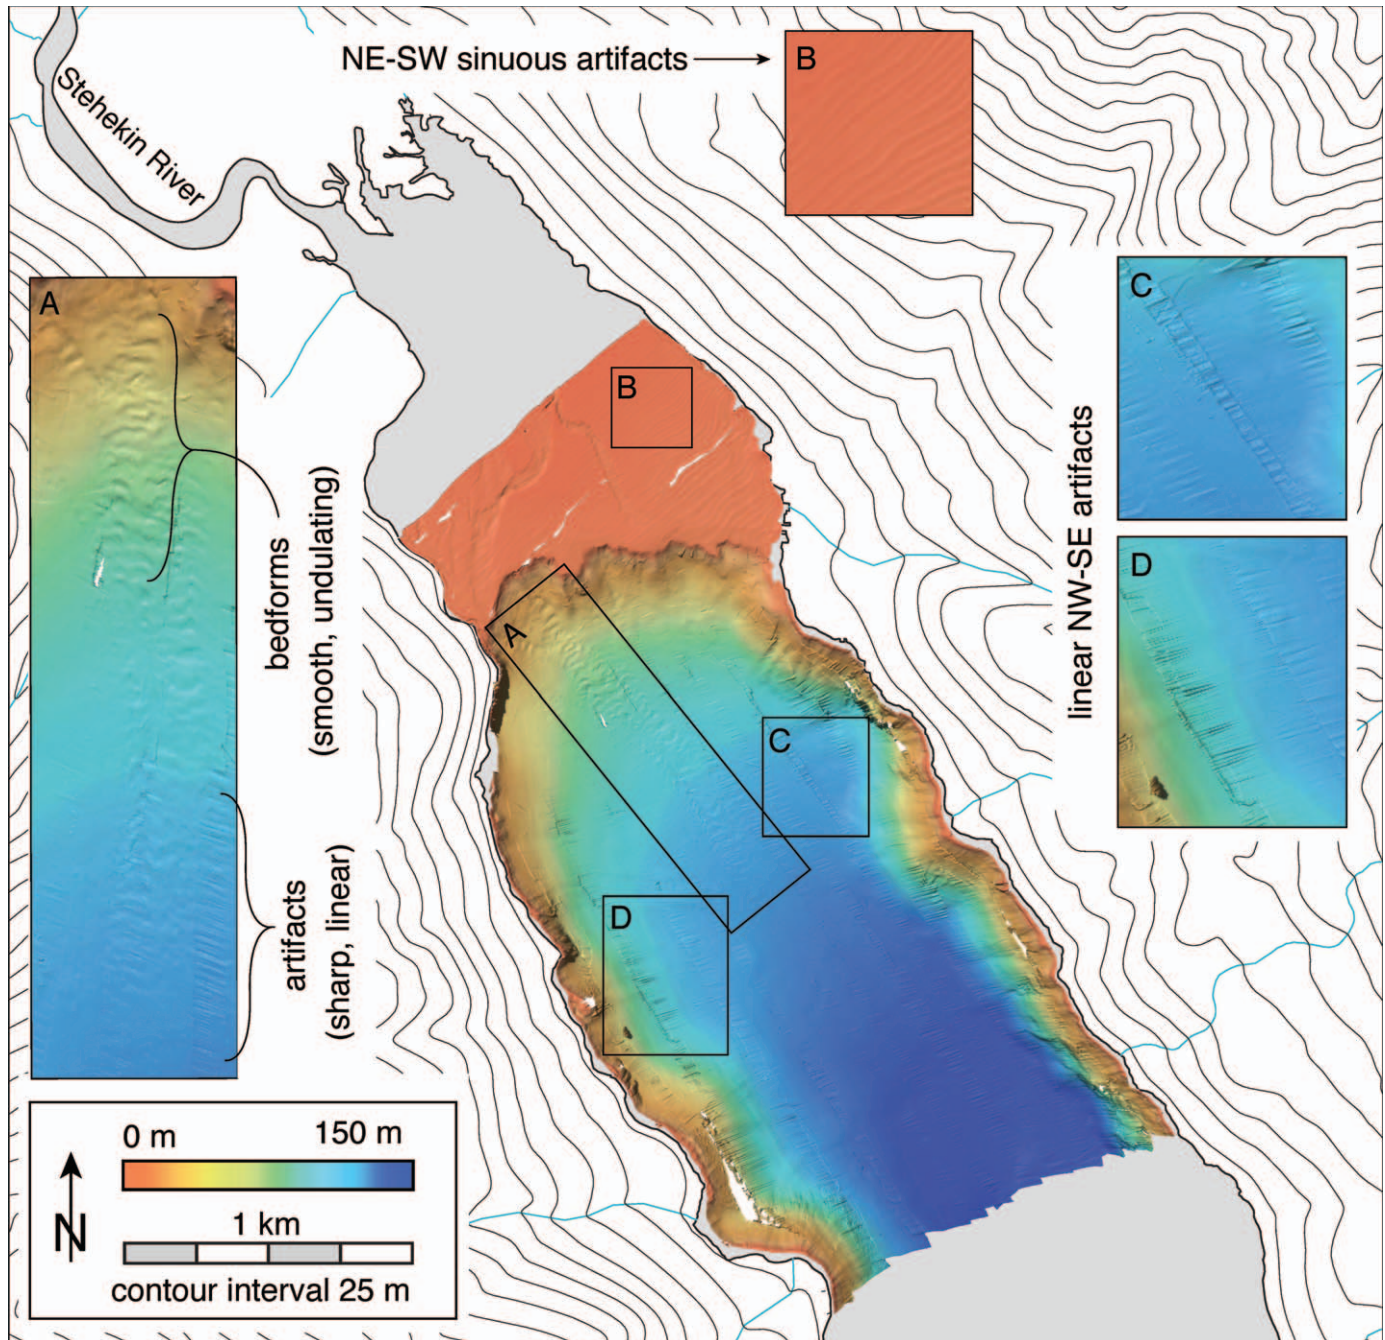 NE-SW sinuous artifacts
B
Stehekin River
A
C
linear NW-SE artifacts
D
B
A
C
D
bedforms
(smooth, undulating)
artifacts
(sharp, linear)
0 m 150 m
N
1 km
contour interval 25 m